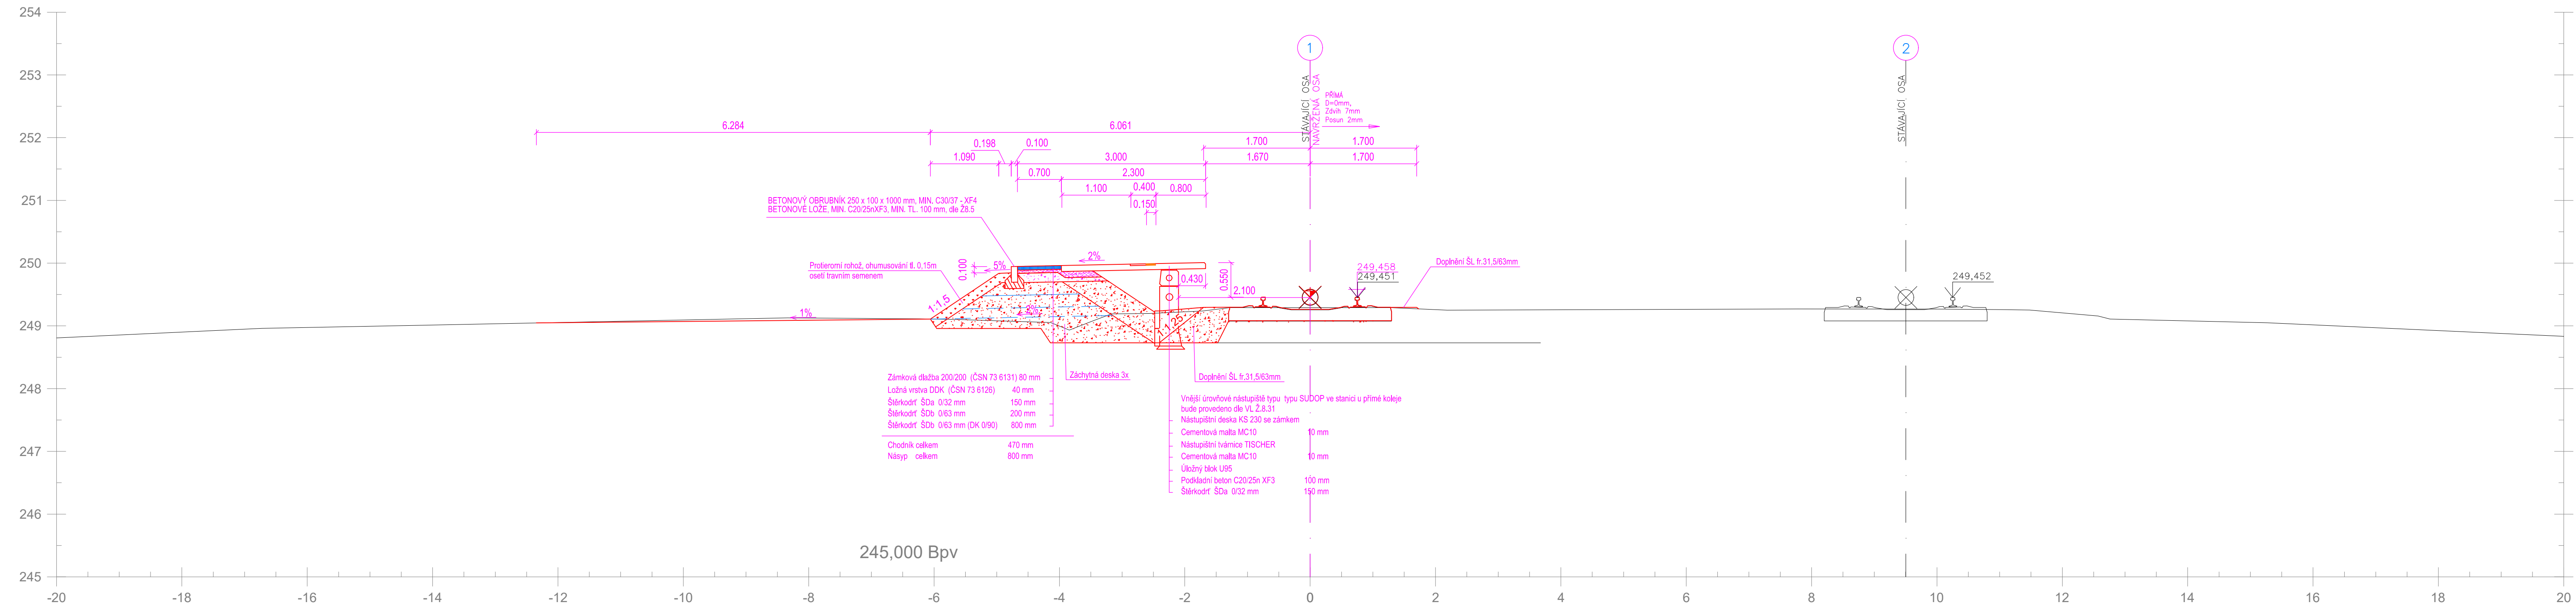 254
253
252
251
250
249
248
247
246
245
1
2
STÁVAJÍCÍ OSA
NAVRŽENÁ OSA
PŘÍMÁ
D=0mm,
Zdvih 7mm
Posun 2mm
STÁVAJÍCÍ OSA
6.284
6.061
1.700
1.700
0.198
0.100
1.090
3.000
1.670
1.700
0.700
2.300
1.100
0.400
0.800
0.150
BETONOVÝ OBRUBNÍK 250 x 100 x 1000 mm, MIN. C30/37 - XF4
BETONOVÉ LOŽE, MIN. C20/25nXF3, MIN. TL. 100 mm, dle Ž8.5
2%
5%
0.100
Protierorní rohož, ohumusování tl. 0,15m
osetí travním semenem
0.430
0.550
2.100
249,458
249,451
Doplnění ŠL fr.31,5/63mm
249,452
1:1,5
1%
Zámková dlažba 200/200 (ČSN 73 6131) 80 mm
Ložná vrstva DDK (ČSN 73 6126) 40 mm
Štěrkodrť ŠDa 0/32 mm 150 mm
Štěrkodrť ŠDb 0/63 mm 200 mm
Štěrkodrť ŠDb 0/63 mm (DK 0/90) 800 mm
Chodník celkem 470 mm
Násyp celkem 800 mm
Záchytná deska 3x
Doplnění ŠL fr.31,5/63mm
Vnější úrovňové nástupiště typu typu SUDOP ve stanici u přímé koleje
bude provedeno dle VL Ž.8.31
Nástupištní deska KS 230 se zámkem
Cementová malta MC10 10 mm
Nástupištní tvárnice TISCHER
Cementová malta MC10 10 mm
Úložný blok U95
Podkladní beton C20/25n XF3 100 mm
Štěrkodrť ŠDa 0/32 mm 150 mm
245,000 Bpv
-20 -18 -16 -14 -12 -10 -8 -6 -4 -2 0 2 4 6 8 10 12 14 16 18 20